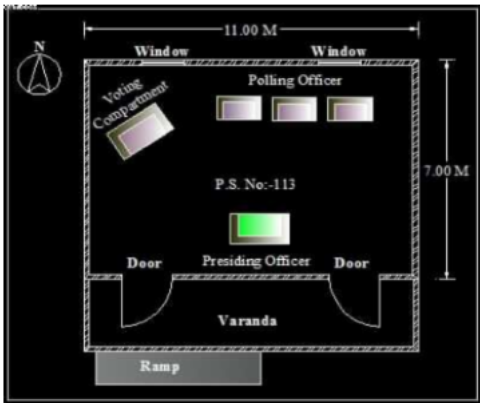 11.00 M
N
Window
Window
Voting
Compartment
Polling Officer
7.00 M
P.S. No:-113
Door
Presiding Officer
Door
Varanda
Ramp